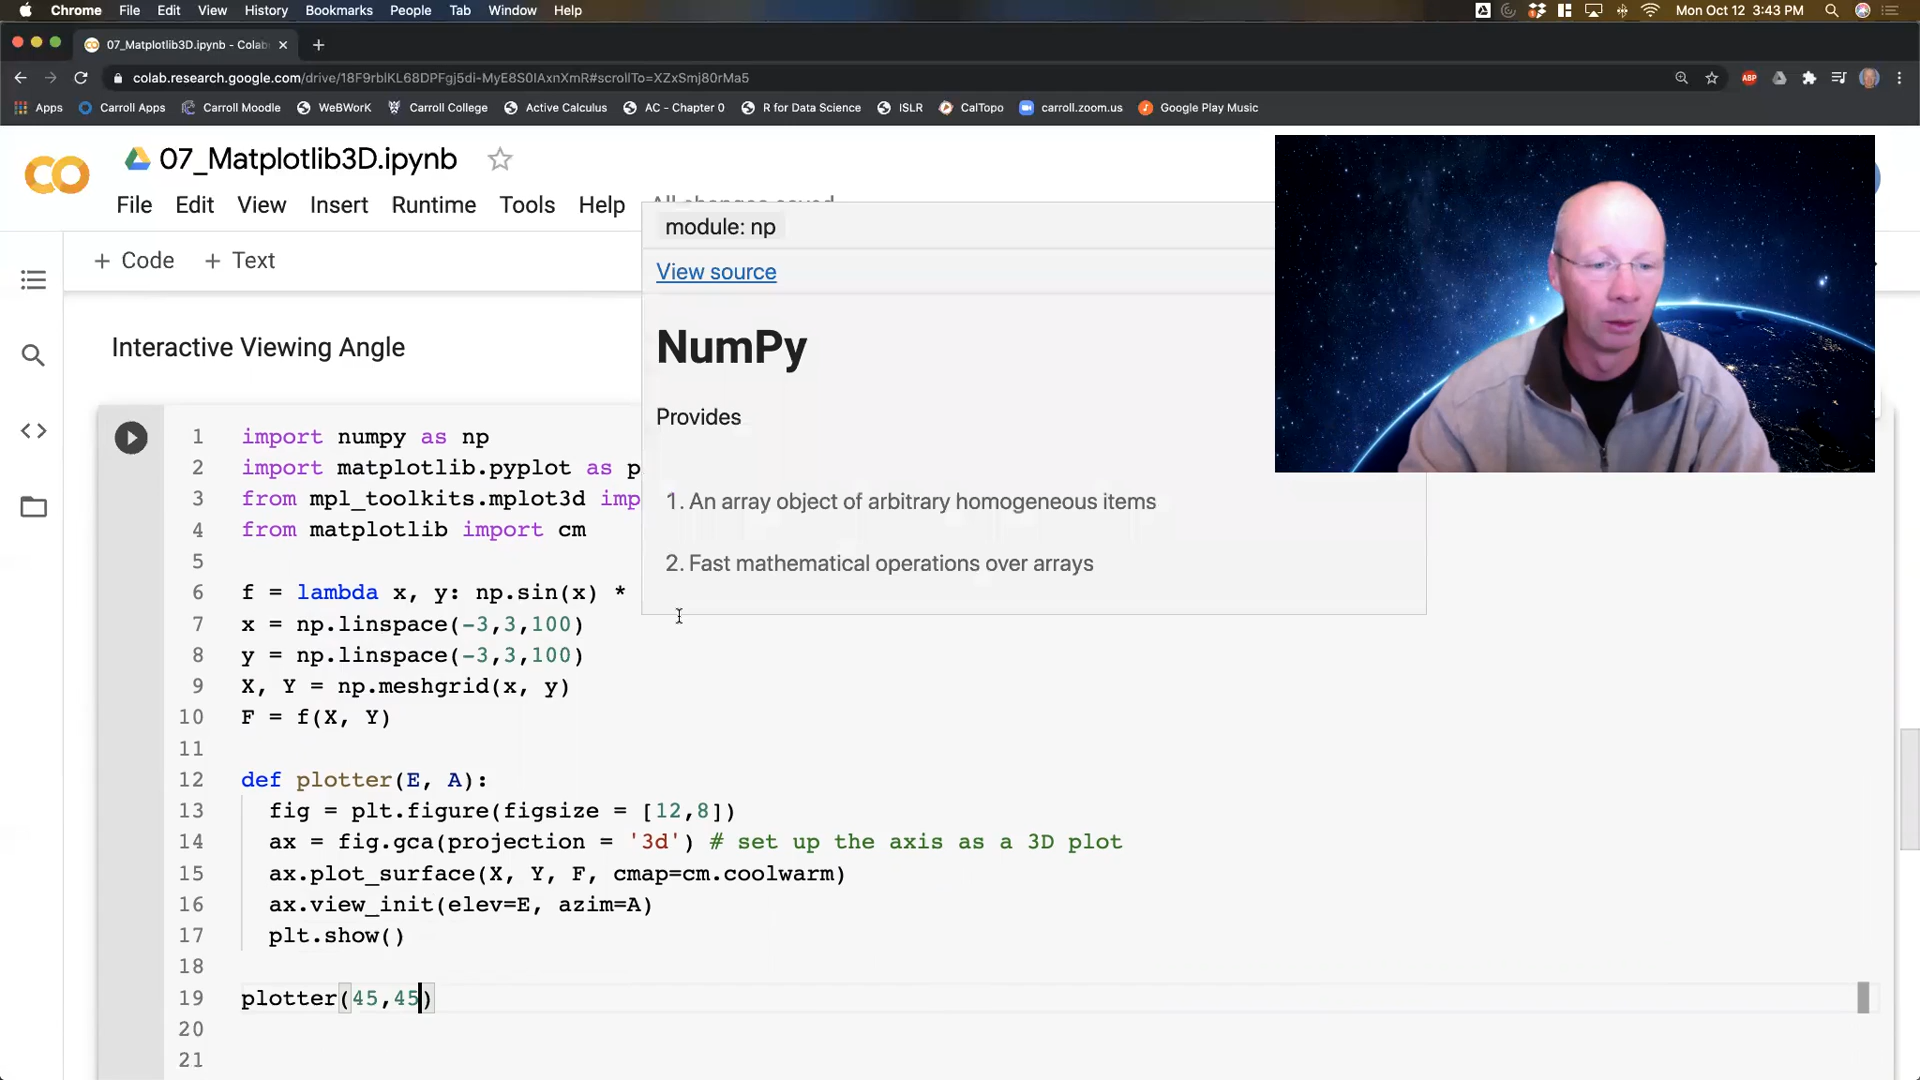 Chrome File Edit View History Bookmarks People Tab Window Help Mon Oct 12 3:43 PM
07_Matplotlib3D.ipynb - Colab
colab.research.google.com/drive/18F9rblKL68DPFgj5di-MyE8S0IAxnXmR#scrollTo=XZxSmj80rMa5
ABP
Apps Carroll Apps Carroll Moodle WeBWorK Carroll College Active Calculus AC - Chapter 0 R for Data Science ISLR CalTopo carroll.zoom.us Google Play Music
07_Matplotlib3D.ipynb
File Edit View Insert Runtime Tools Help All changes saved
+ Code + Text
module: np
View source
NumPy
Provides
1. An array object of arbitrary homogeneous items
2. Fast mathematical operations over arrays
Interactive Viewing Angle
1 import numpy as np
2 import matplotlib.pyplot as p
3 from mpl_toolkits.mplot3d imp
4 from matplotlib import cm
5
6 f = lambda x, y: np.sin(x) *
7 x = np.linspace(-3,3,100)
8 y = np.linspace(-3,3,100)
9 X, Y = np.meshgrid(x, y)
10 F = f(X, Y)
11
12 def plotter(E, A):
13 fig = plt.figure(figsize = [12,8])
14 ax = fig.gca(projection = '3d') # set up the axis as a 3D plot
15 ax.plot_surface(X, Y, F, cmap=cm.coolwarm)
16 ax.view_init(elev=E, azim=A)
17 plt.show()
18
19 plotter(45,45)
20
21